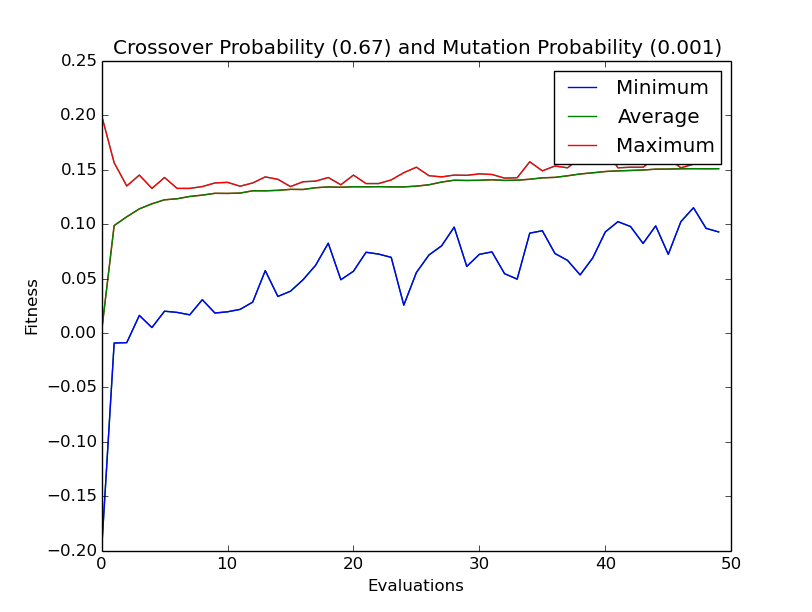 Crossover Probability (0.67) and Mutation Probability (0.001)
0.25
0.20
0.15
0.10
0.05
0.00
−0.05
−0.10
−0.15
−0.20
Fitness
Minimum
Average
Maximum
0 10 20 30 40 50
Evaluations